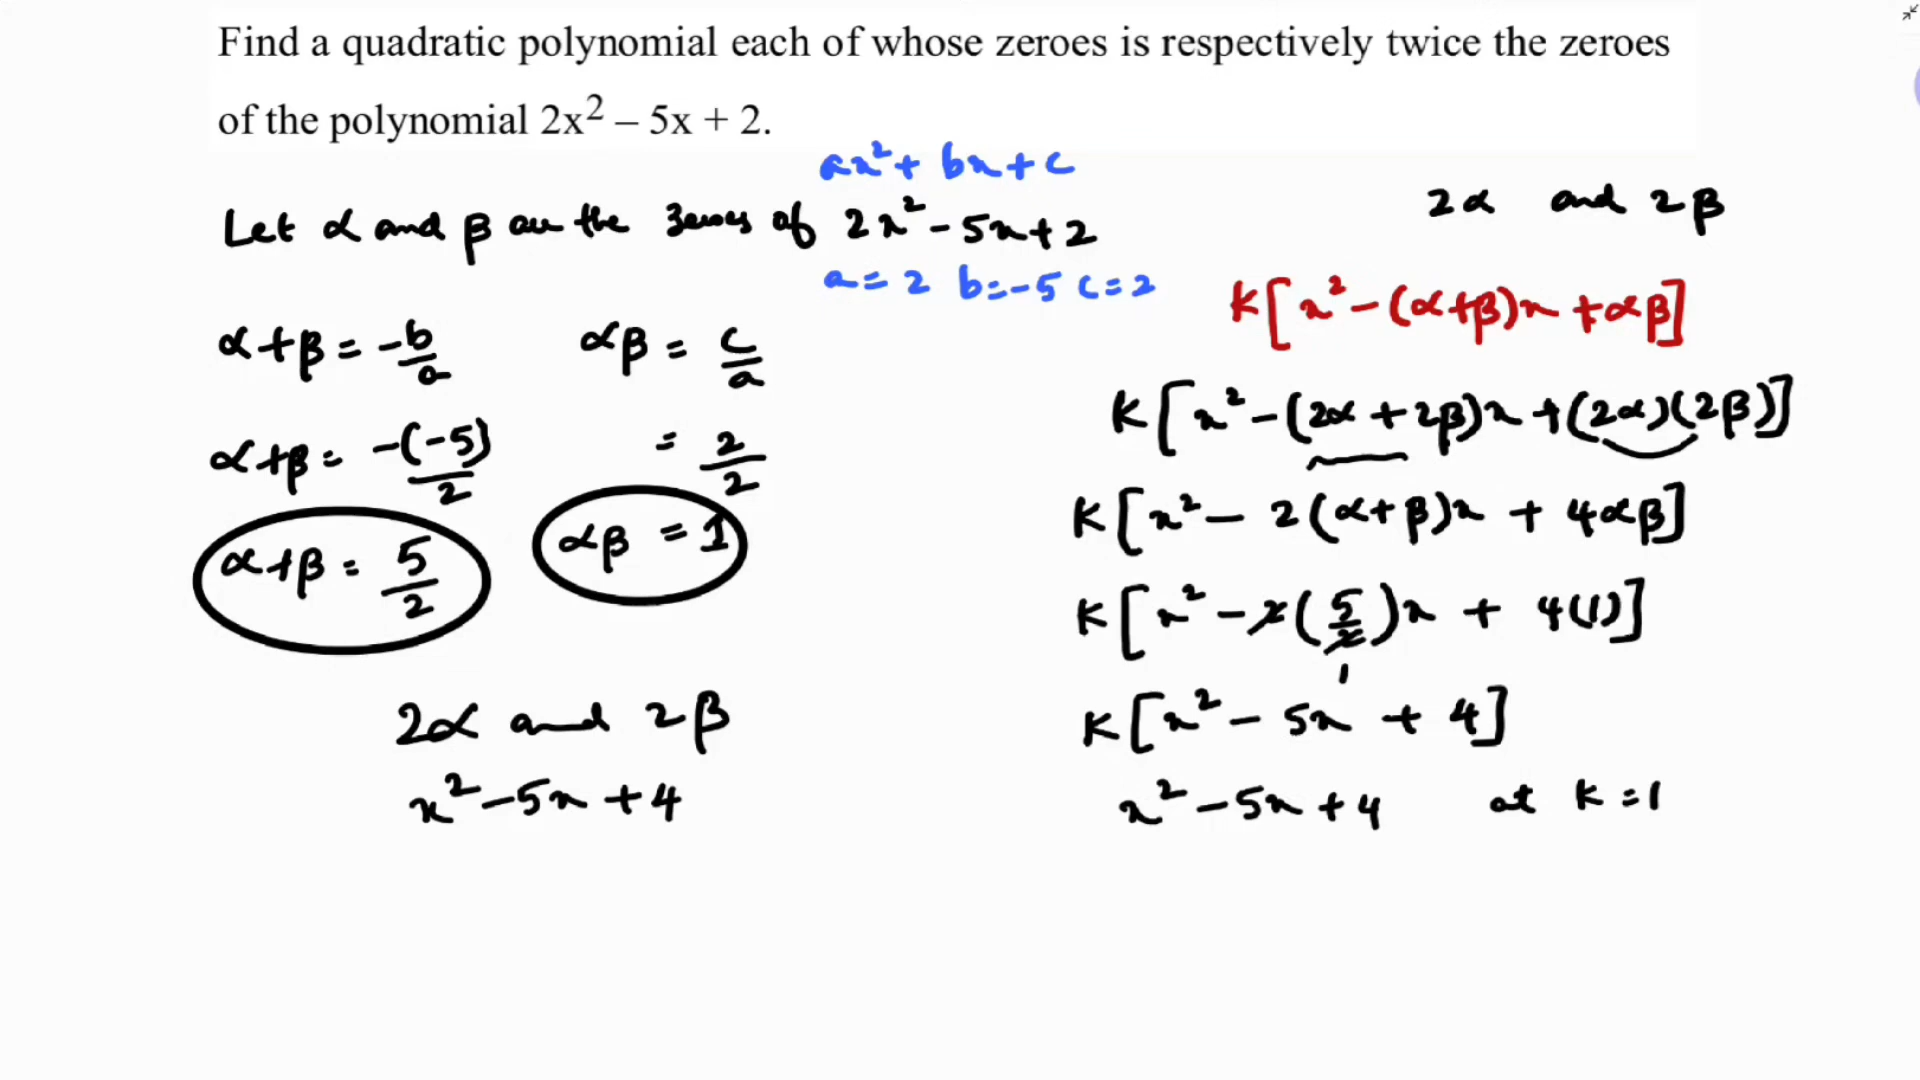 Find a quadratic polynomial each of whose zeroes is respectively twice the zeroes
of the polynomial 2x² – 5x + 2.
ax² + bx + c
Let α and β are the zeroes of 2x² - 5x + 2
a = 2 b = -5 c = 2
α + β = -b/a αβ = c/a
α + β = -(-5)/2 = 2/2
α + β = 5/2 αβ = 1
2α and 2β
x² - 5x + 4
2α and 2β
K[x² - (α+β)x + αβ]
K[x² - (2α + 2β)x + (2α)(2β)]
K[x² - 2(α+β)x + 4αβ]
K[x² - 2(5/2)x + 4(1)]
1
K[x² - 5x + 4]
x² - 5x + 4 at K = 1